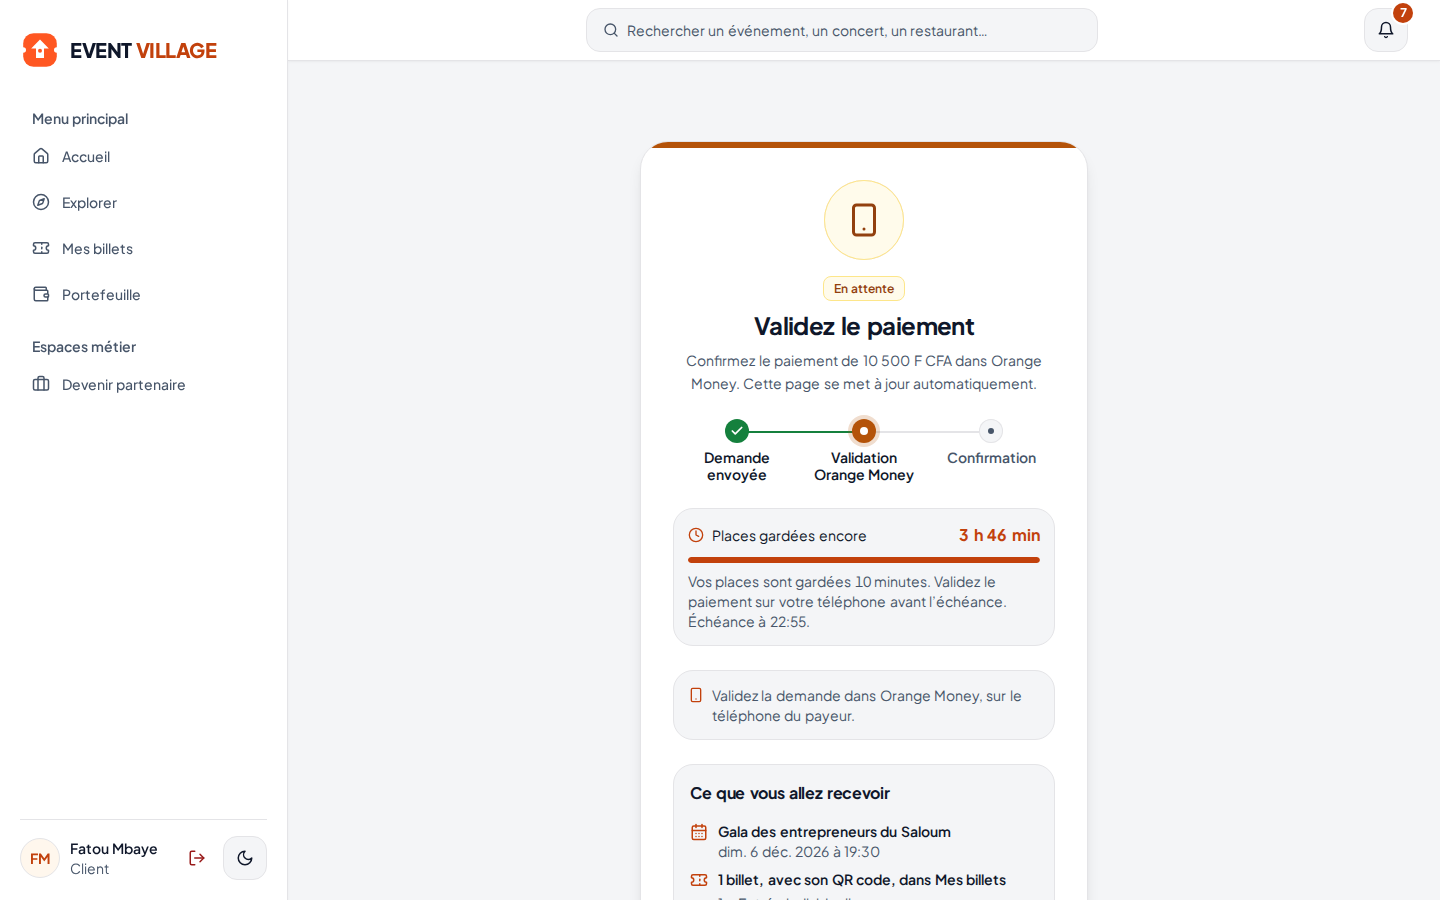 EVENT VILLAGE
Rechercher un événement, un concert, un restaurant…
7
Menu principal
Accueil
Explorer
Mes billets
Portefeuille
Espaces métier
Devenir partenaire
FM
Fatou Mbaye
Client
En attente
Validez le paiement
Confirmez le paiement de 10 500 F CFA dans Orange
Money. Cette page se met à jour automatiquement.
Demande
envoyée
Validation
Orange Money
Confirmation
Places gardées encore
3 h 46 min
Vos places sont gardées 10 minutes. Validez le
paiement sur votre téléphone avant l’échéance.
Échéance à 22:55.
Validez la demande dans Orange Money, sur le
téléphone du payeur.
Ce que vous allez recevoir
Gala des entrepreneurs du Saloum
dim. 6 déc. 2026 à 19:30
1 billet, avec son QR code, dans Mes billets